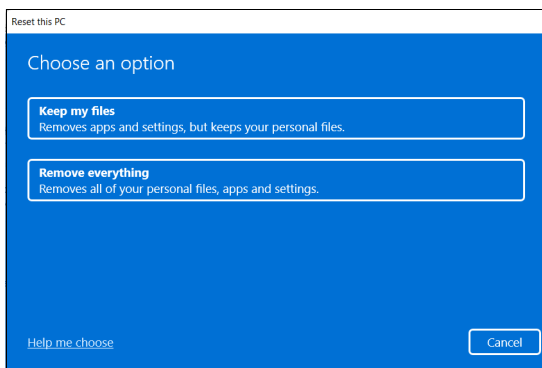 Reset this PC
Choose an option
Keep my files
Removes apps and settings, but keeps your personal files.
Remove everything
Removes all of your personal files, apps and settings.
Help me choose
Cancel